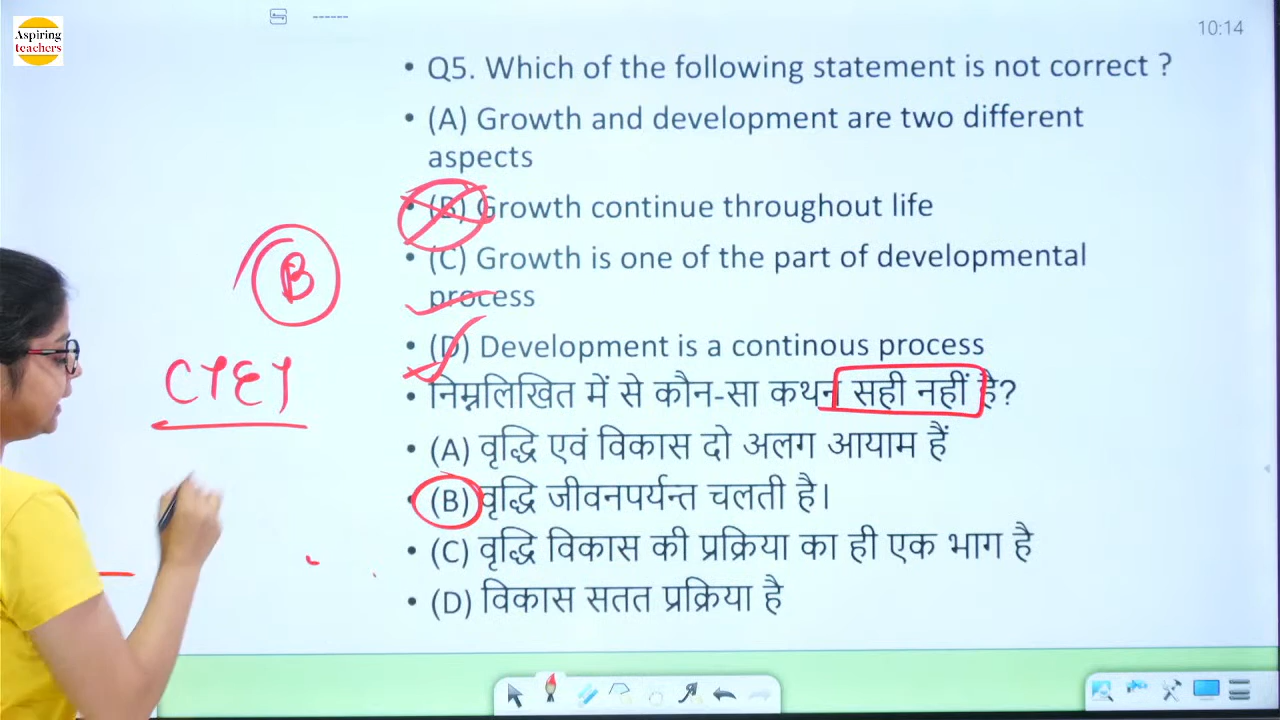 Aspiring
teachers
10:14
• Q5. Which of the following statement is not correct ?
• (A) Growth and development are two different
aspects
• (B) Growth continue throughout life
• (C) Growth is one of the part of developmental
process
• (D) Development is a continous process
• निम्नलिखित में से कौन-सा कथन सही नहीं है?
• (A) वृद्धि एवं विकास दो अलग आयाम हैं
• (B) वृद्धि जीवनपर्यन्त चलती है।
• (C) वृद्धि विकास की प्रक्रिया का ही एक भाग है
• (D) विकास सतत प्रक्रिया है
B
CTET